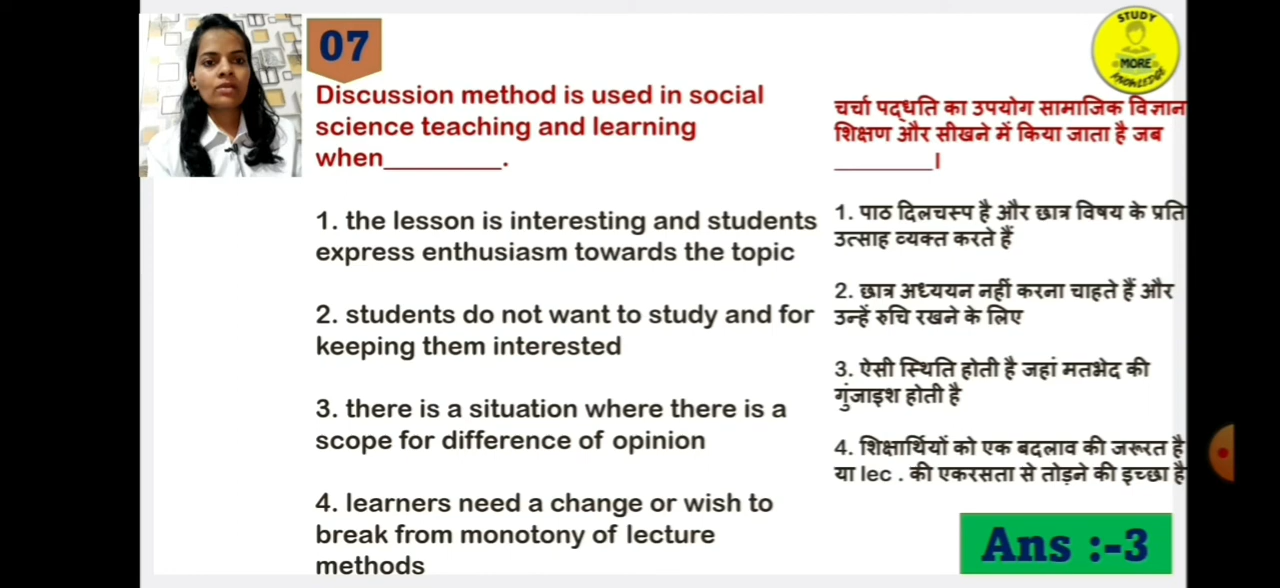 07
Discussion method is used in social
science teaching and learning
when_________.
1. the lesson is interesting and students
express enthusiasm towards the topic
2. students do not want to study and for
keeping them interested
3. there is a situation where there is a
scope for difference of opinion
4. learners need a change or wish to
break from monotony of lecture
methods
STUDY
MORE
KNOWLEDGE
चर्चा पद्धति का उपयोग सामाजिक विज्ञान
शिक्षण और सीखने में किया जाता है जब
__________।
1. पाठ दिलचस्प है और छात्र विषय के प्रति
उत्साह व्यक्त करते हैं
2. छात्र अध्ययन नहीं करना चाहते हैं और
उन्हें रुचि रखने के लिए
3. ऐसी स्थिति होती है जहां मतभेद की
गुंजाइश होती है
4. शिक्षार्थियों को एक बदलाव की जरूरत है
या lec . की एकरसता से तोड़ने की इच्छा है
Ans :-3